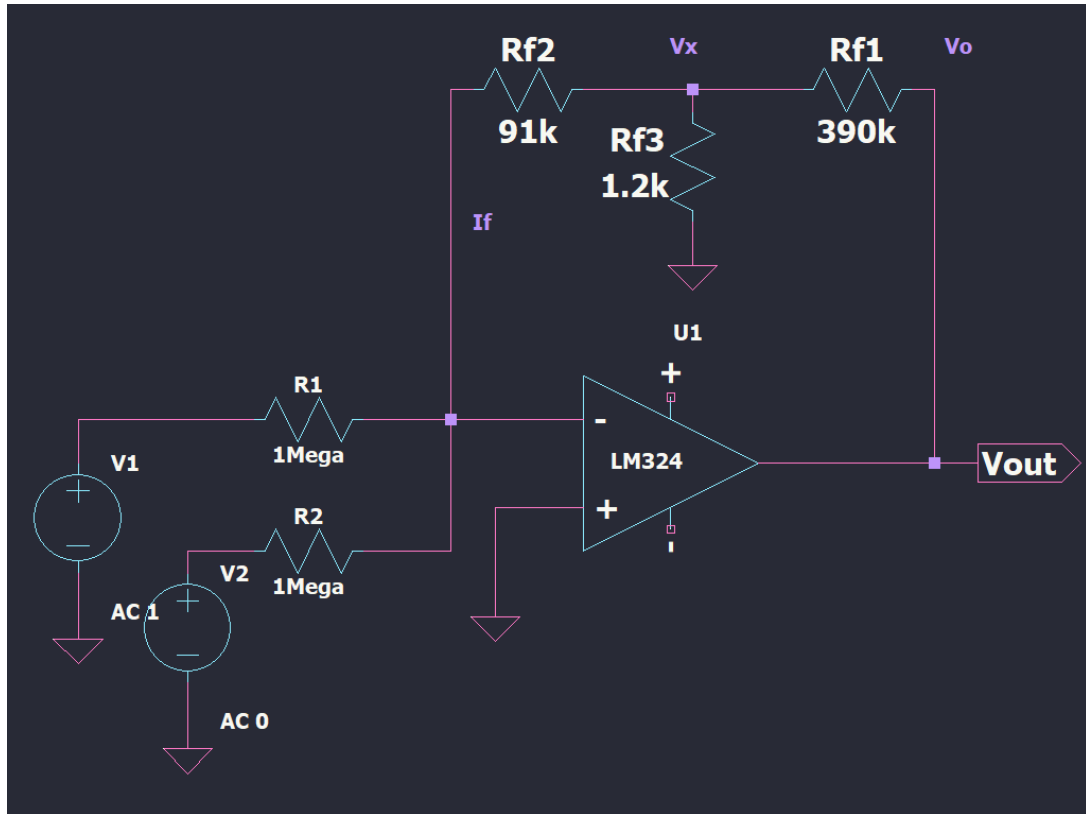 Rf2
Vx
Rf1
Vo
91k
Rf3
1.2k
390k
If
U1
+
R1
-
LM324
+
-
1Mega
V1
+
-
R2
1Mega
V2
+
-
AC 1
AC 0
Vout